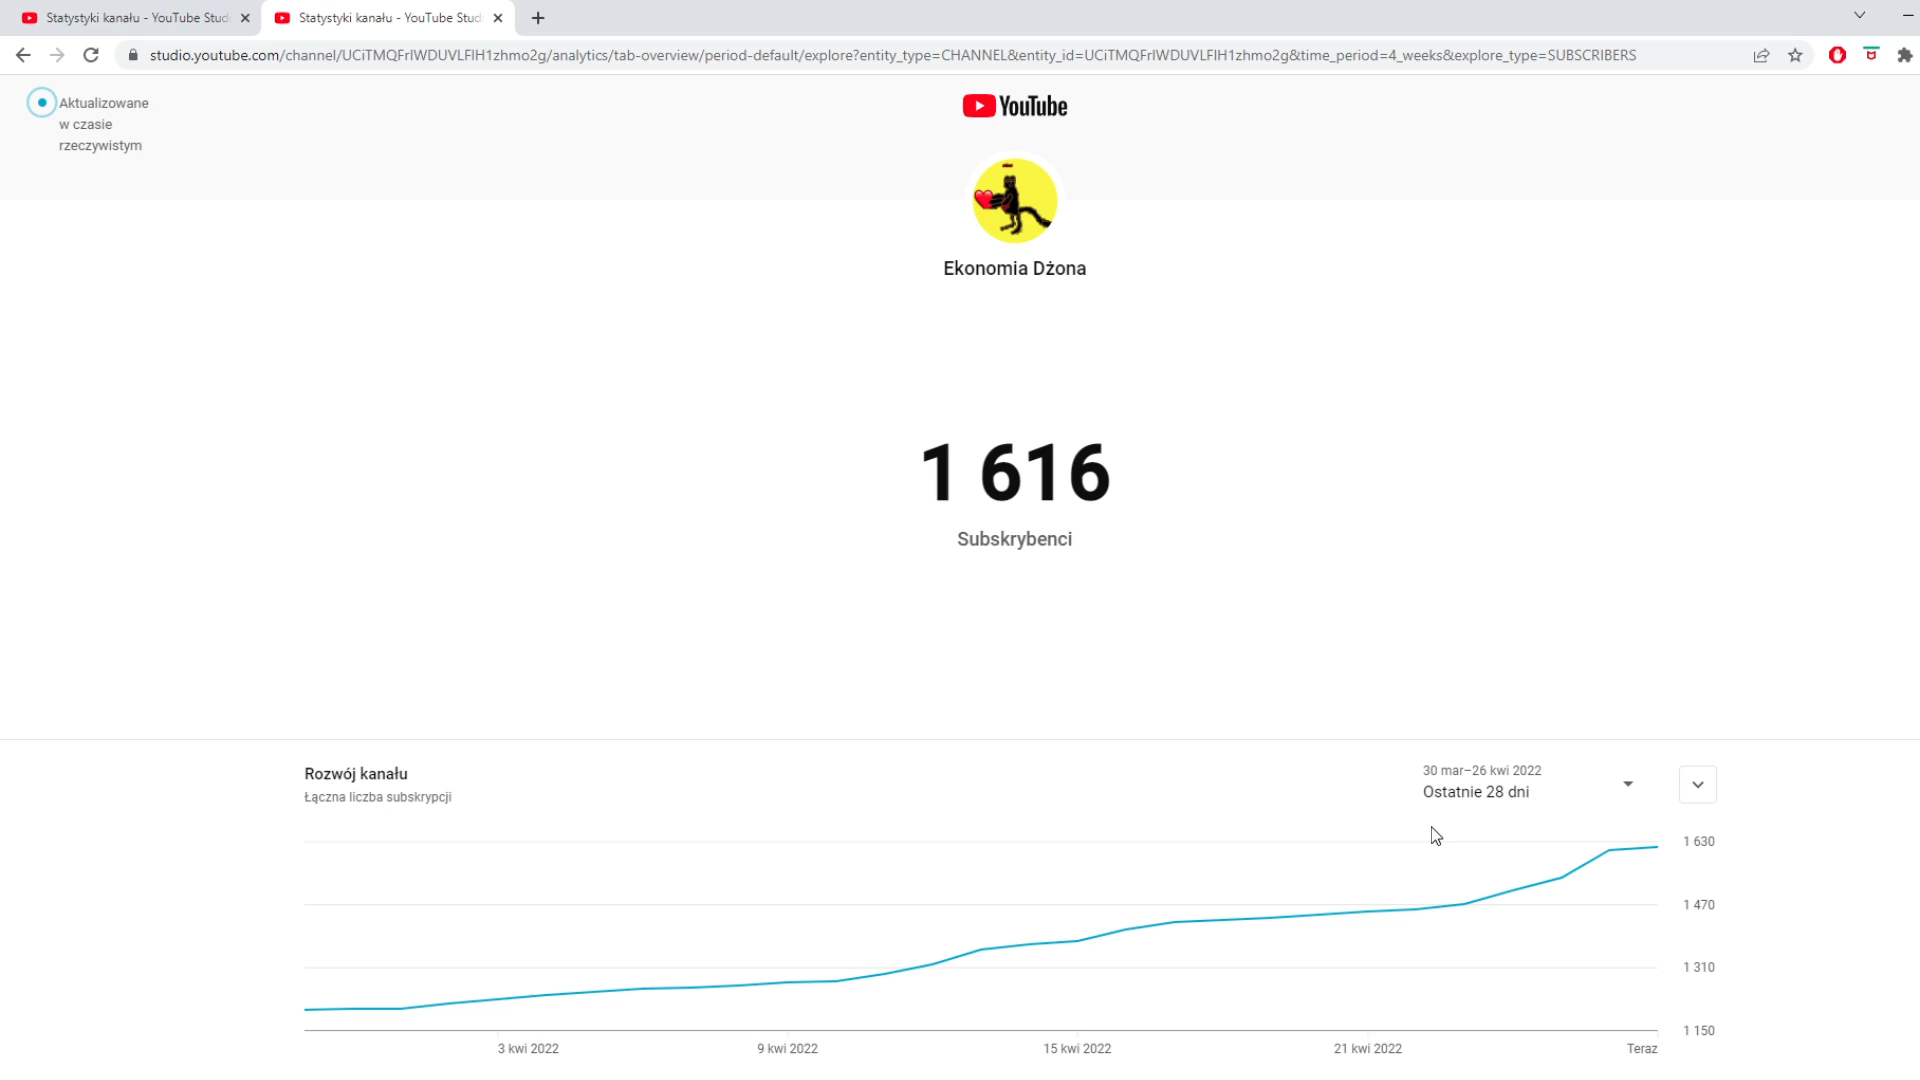 Statystyki kanału - YouTube Stud
Statystyki kanału - YouTube Stud
studio.youtube.com/channel/UCiTMQFrIWDUVLFIH1zhmo2g/analytics/tab-overview/period-default/explore?entity_type=CHANNEL&entity_id=UCiTMQFrIWDUVLFIH1zhmo2g&time_period=4_weeks&explore_type=SUBSCRIBERS
Aktualizowane
w czasie
rzeczywistym
YouTube
Ekonomia Dżona
1 616
Subskrybenci
Rozwój kanału
Łączna liczba subskrypcji
30 mar–26 kwi 2022
Ostatnie 28 dni
1 630
1 470
1 310
1 150
3 kwi 2022
9 kwi 2022
15 kwi 2022
21 kwi 2022
Teraz